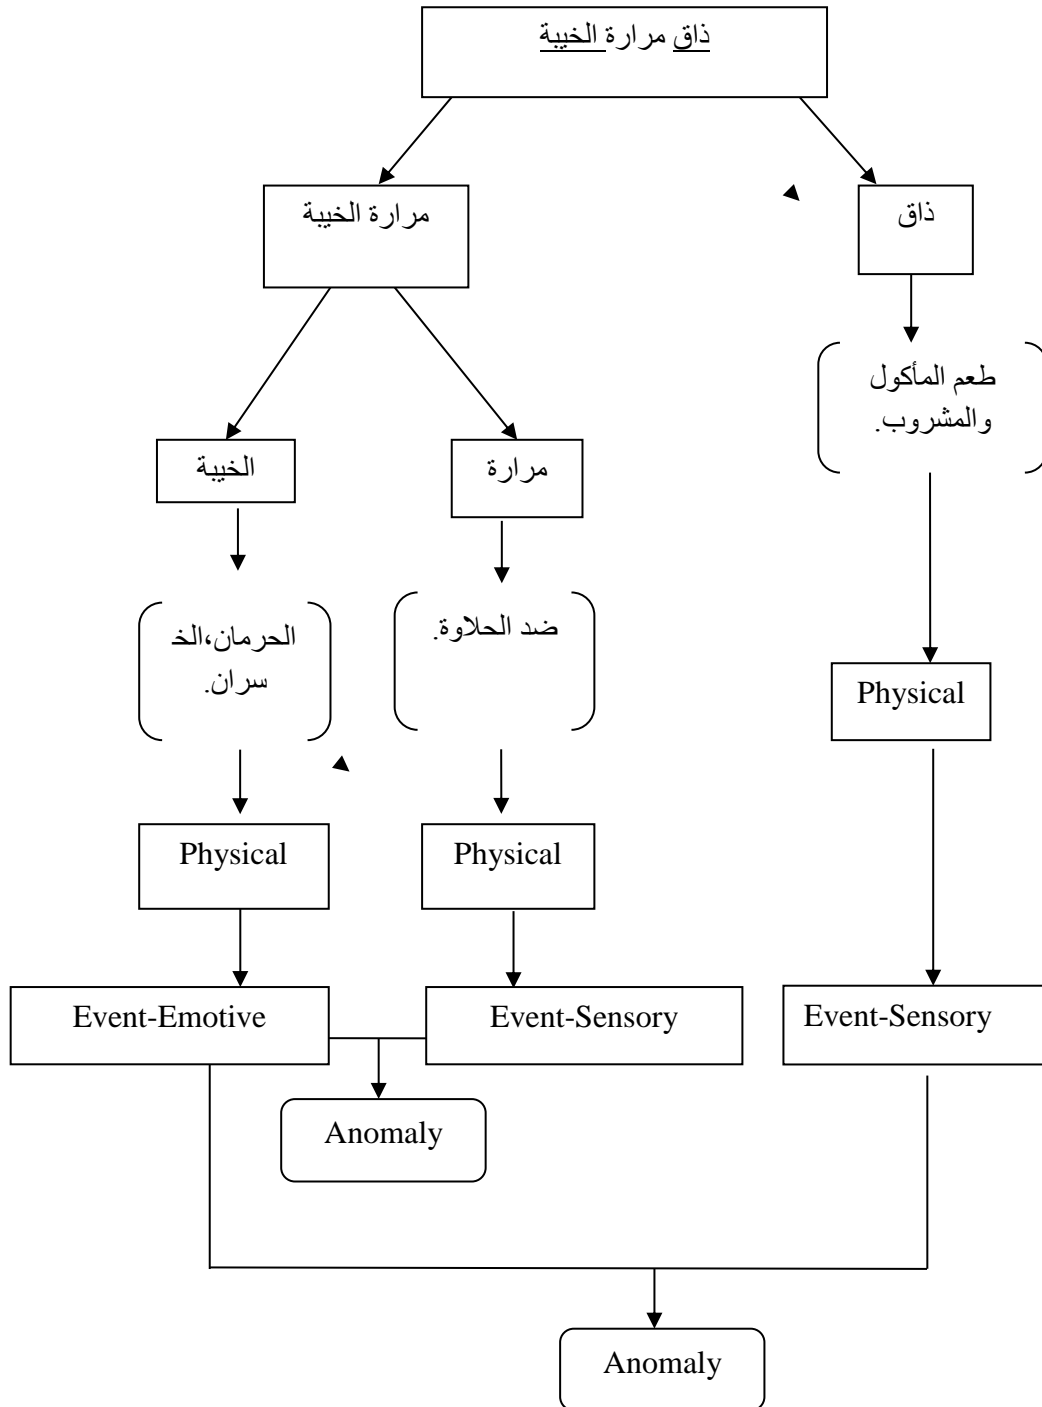 ذاق مرارة الخيبة
ذاق
مرارة الخيبة
طعم المأكول
والمشروب.
مرارة
الخيبة
ضد الحلاوة.
الحرمان،الخ
سران.
Physical
Physical
Physical
Event-Sensory
Event-Sensory
Event-Emotive
Anomaly
Anomaly